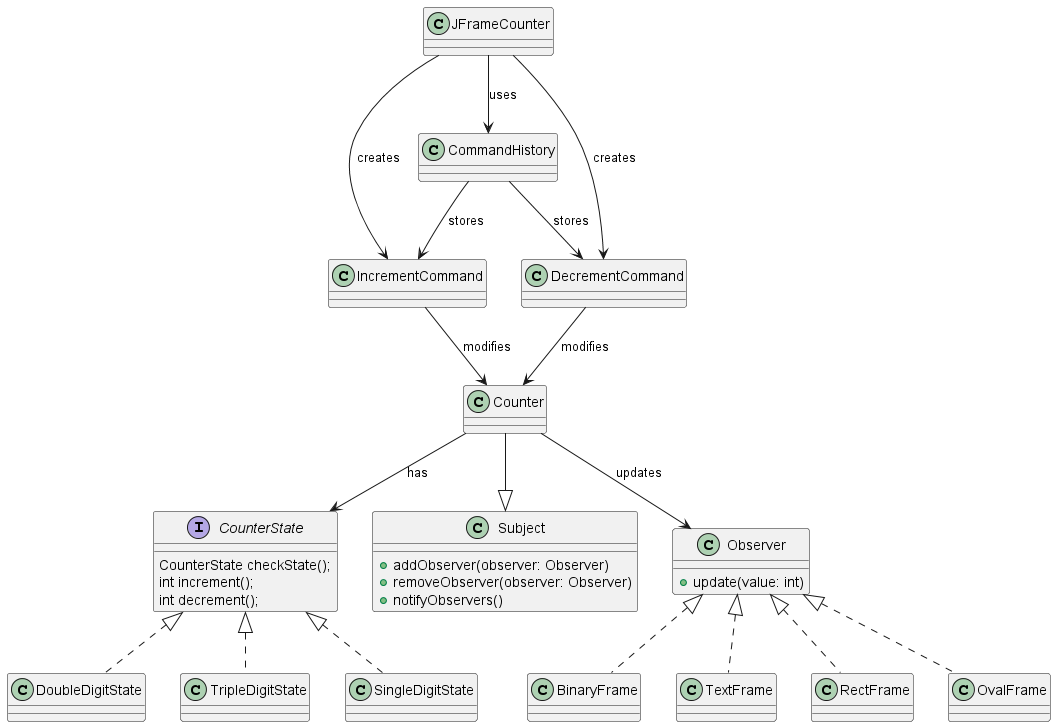 C JFrameCounter
creates
uses
creates
C CommandHistory
stores
stores
C IncrementCommand
C DecrementCommand
modifies
modifies
C Counter
has
updates
I CounterState
CounterState checkState();
int increment();
int decrement();
C Subject
addObserver(observer: Observer)
removeObserver(observer: Observer)
notifyObservers()
C Observer
update(value: int)
C DoubleDigitState
C TripleDigitState
C SingleDigitState
C BinaryFrame
C TextFrame
C RectFrame
C OvalFrame